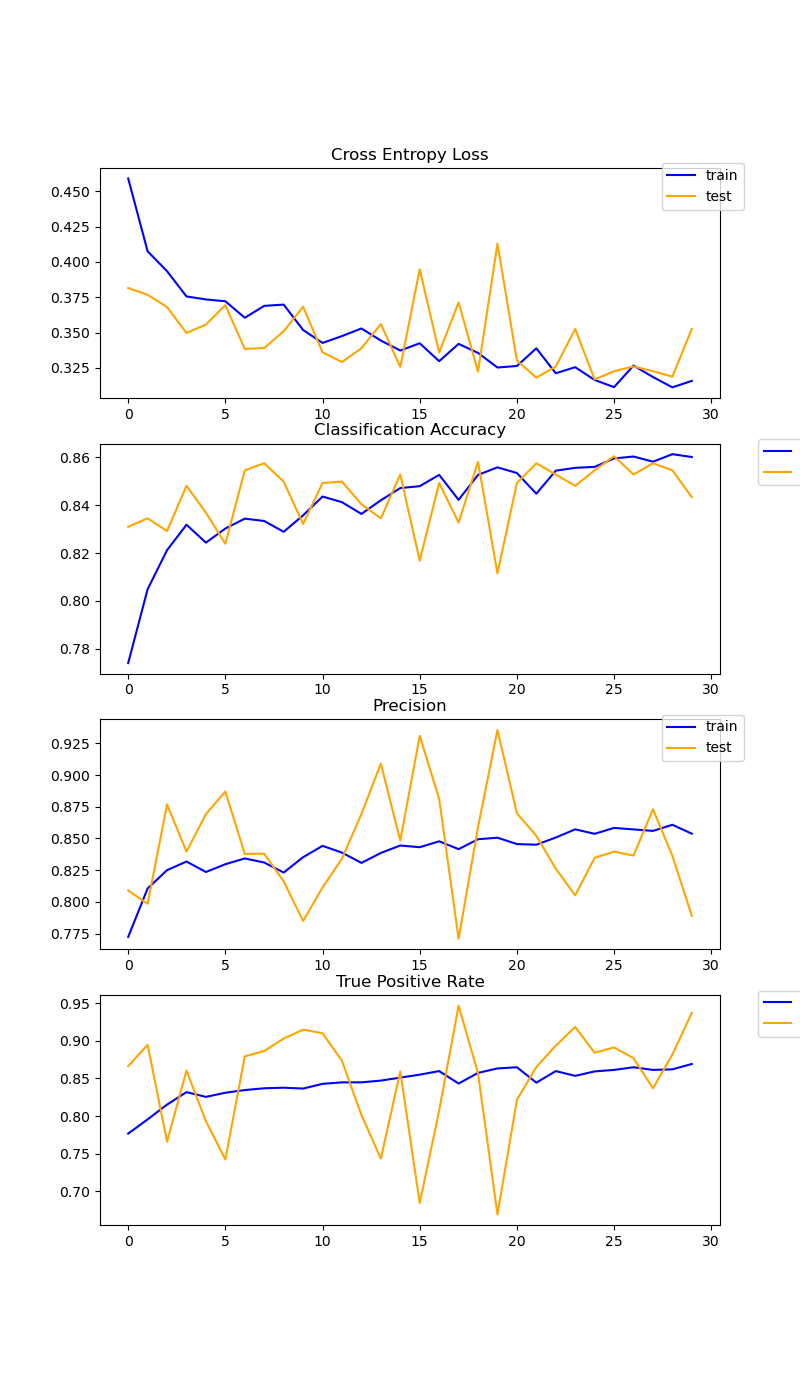 Cross Entropy Loss
train
test
0.450
0.425
0.400
0.375
0.350
0.325
0 5 10 15 20 25 30
Classification Accuracy
0.86
0.84
0.82
0.80
0.78
0 5 10 15 20 25 30
Precision
train
test
0.925
0.900
0.875
0.850
0.825
0.800
0.775
0 5 10 15 20 25 30
True Positive Rate
0.95
0.90
0.85
0.80
0.75
0.70
0 5 10 15 20 25 30